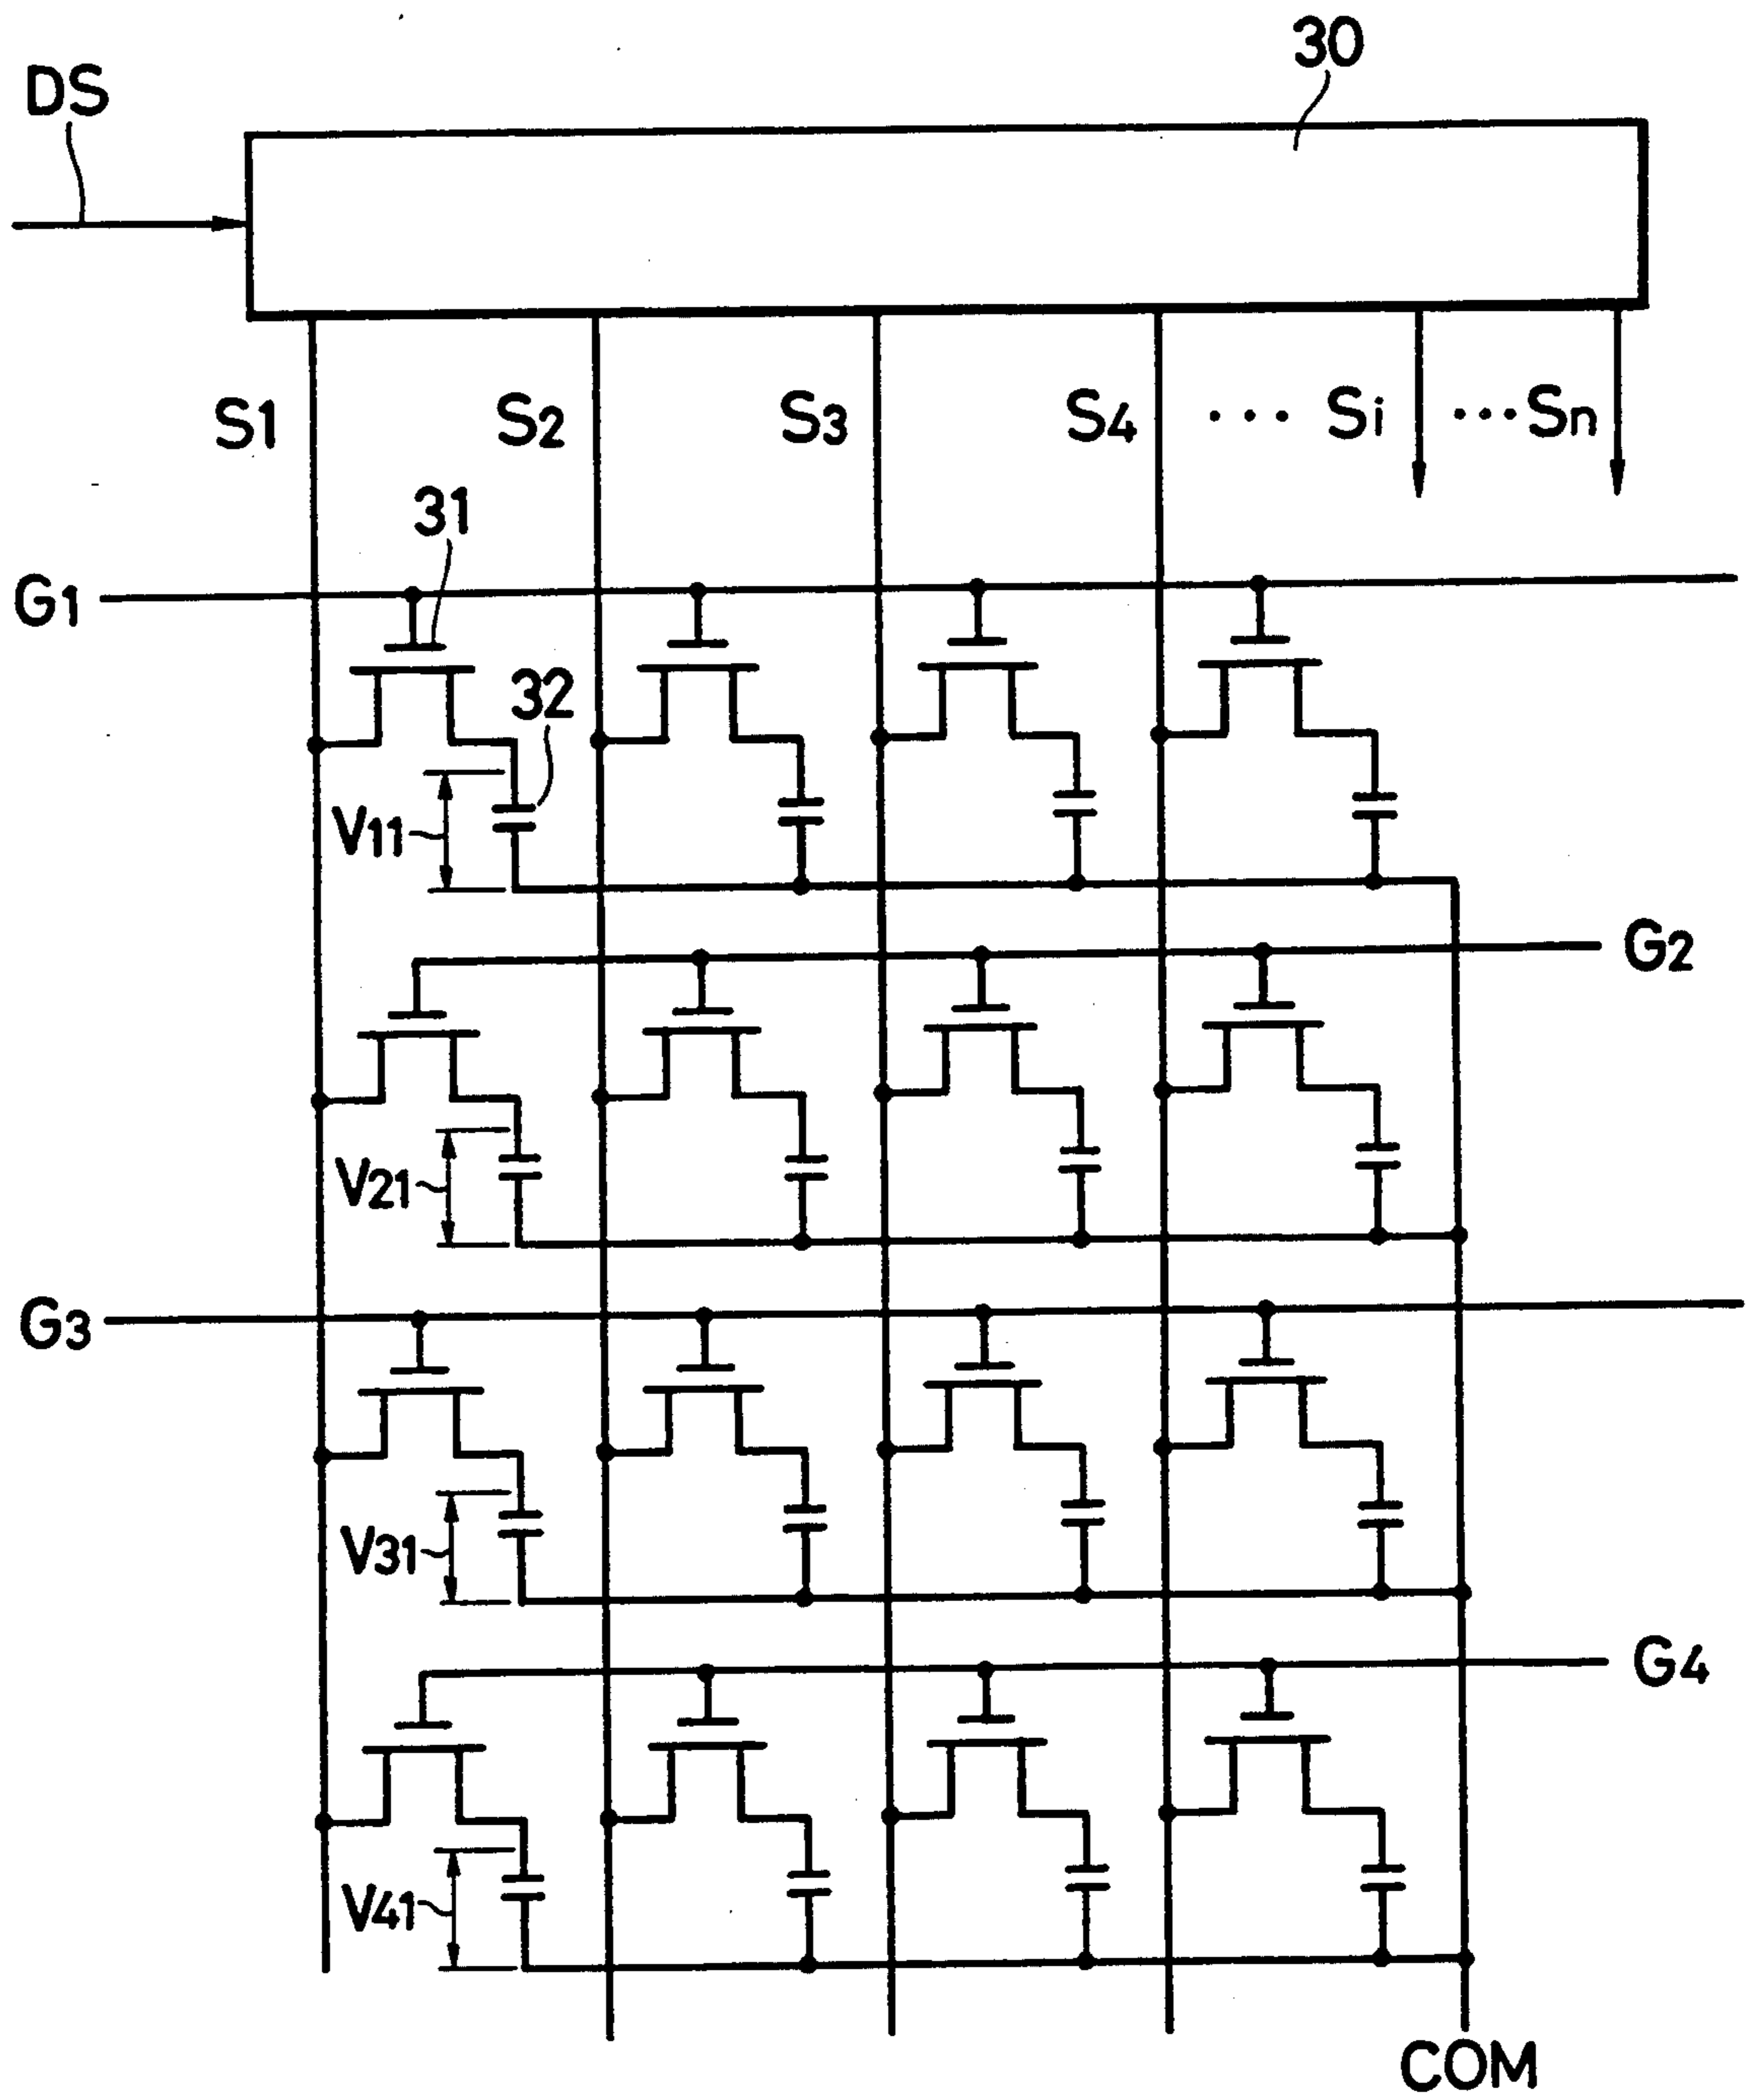 30
DS
S1 S2 S3 S4 ... Si ...Sn
31
G1
32
V11
G2
V21
G3
V31
G4
V41
COM